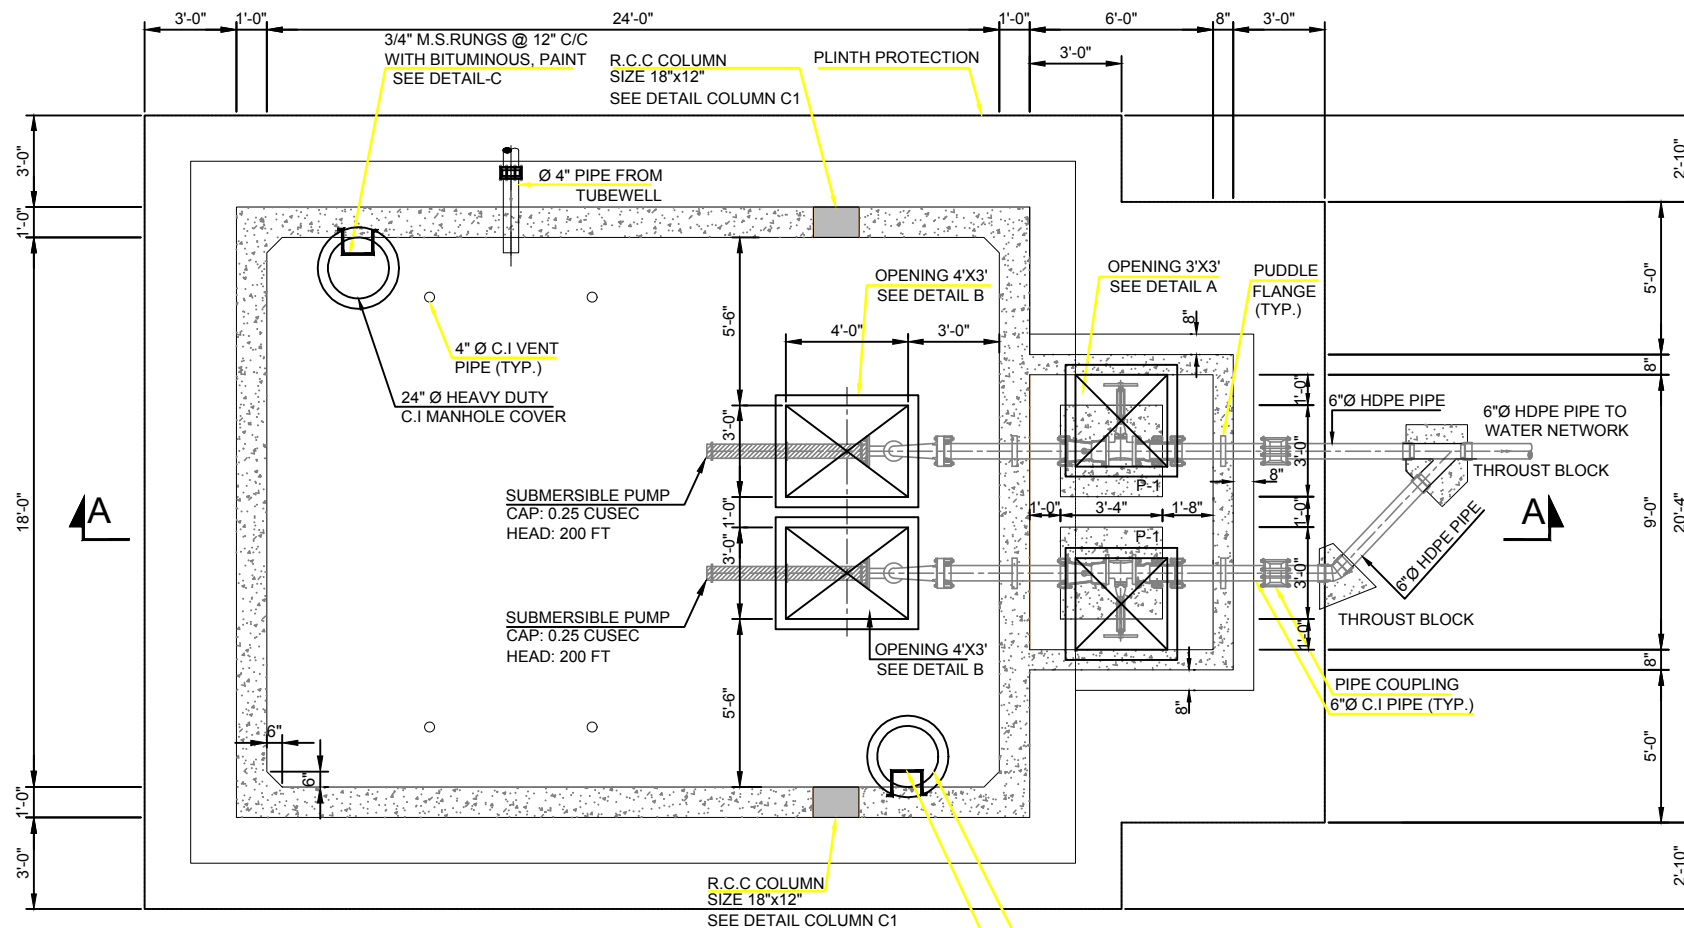 3'-0" 1'-0" 24'-0" 1'-0" 6'-0" 8" 3'-0"
3/4" M.S.RUNGS @ 12" C/C
WITH BITUMINOUS, PAINT
SEE DETAIL-C
R.C.C COLUMN
SIZE 18"x12"
SEE DETAIL COLUMN C1
PLINTH PROTECTION
3'-0"
3'-0"
2'-10"
Ø 4" PIPE FROM
TUBEWELL
1'-0"
5'-0"
OPENING 4'X3'
SEE DETAIL B
OPENING 3'X3'
SEE DETAIL A
PUDDLE
FLANGE
(TYP.)
5'-6"
4'-0" 3'-0"
8"
4" Ø C.I VENT
PIPE (TYP.)
8"
24" Ø HEAVY DUTY
C.I MANHOLE COVER
1'-0"
6"Ø HDPE PIPE
6"Ø HDPE PIPE TO
WATER NETWORK
3'-0"
3'-0"
THROUST BLOCK
8"
P-1
SUBMERSIBLE PUMP
CAP: 0.25 CUSEC
HEAD: 200 FT
18'-0"
A
1'-0"
1'-0" 3'-4" 1'-8"
1'-0"
A
9'-0"
20'-4"
P-1
3'-0"
3'-0"
6"Ø HDPE PIPE
SUBMERSIBLE PUMP
CAP: 0.25 CUSEC
HEAD: 200 FT
THROUST BLOCK
1'-0"
OPENING 4'X3'
SEE DETAIL B
8"
5'-6"
8"
PIPE COUPLING
6"Ø C.I PIPE (TYP.)
6"
6"
5'-0"
1'-0"
3'-0"
2'-10"
R.C.C COLUMN
SIZE 18"x12"
SEE DETAIL COLUMN C1